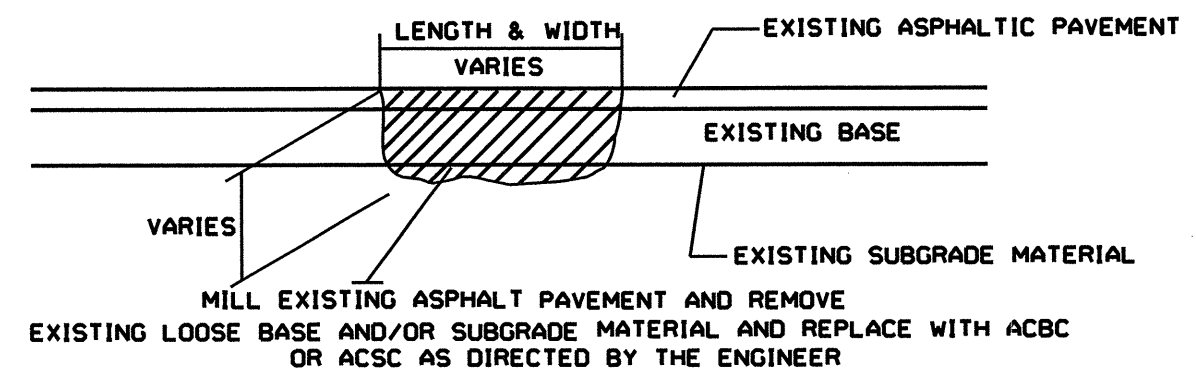 LENGTH & WIDTH
VARIES
EXISTING ASPHALTIC PAVEMENT
EXISTING BASE
VARIES
EXISTING SUBGRADE MATERIAL
MILL EXISTING ASPHALT PAVEMENT AND REMOVE
EXISTING LOOSE BASE AND/OR SUBGRADE MATERIAL AND REPLACE WITH ACBC
OR ACSC AS DIRECTED BY THE ENGINEER